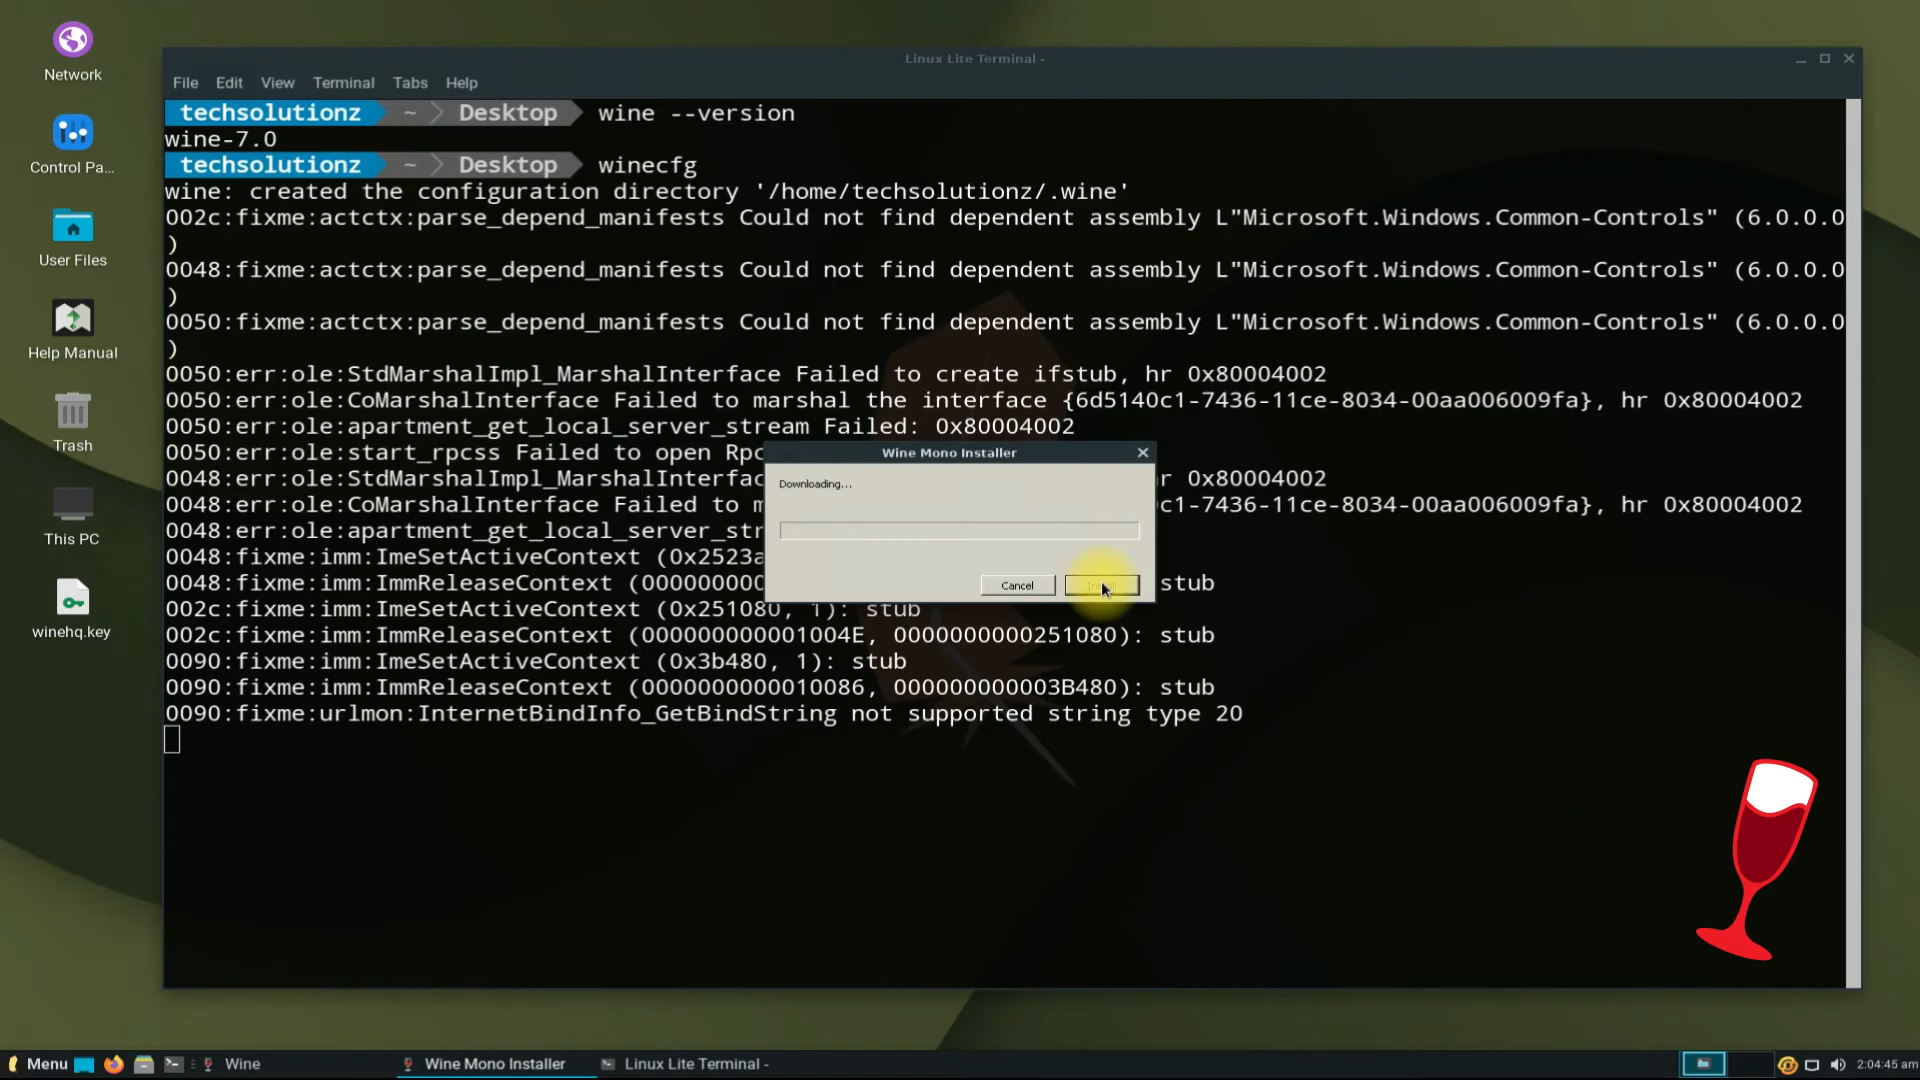 Network
Control Pa...
User Files
Help Manual
Trash
This PC
winehq.key
Linux Lite Terminal -
File Edit View Terminal Tabs Help
techsolutionz ~ Desktop wine --version
wine-7.0
techsolutionz ~ Desktop winecfg
wine: created the configuration directory '/home/techsolutionz/.wine'
002c:fixme:actctx:parse_depend_manifests Could not find dependent assembly L"Microsoft.Windows.Common-Controls" (6.0.0.0
)
0048:fixme:actctx:parse_depend_manifests Could not find dependent assembly L"Microsoft.Windows.Common-Controls" (6.0.0.0
)
0050:fixme:actctx:parse_depend_manifests Could not find dependent assembly L"Microsoft.Windows.Common-Controls" (6.0.0.0
)
0050:err:ole:StdMarshalImpl_MarshalInterface Failed to create ifstub, hr 0x80004002
0050:err:ole:CoMarshalInterface Failed to marshal the interface {6d5140c1-7436-11ce-8034-00aa006009fa}, hr 0x80004002
0050:err:ole:apartment_get_local_server_stream Failed: 0x80004002
0050:err:ole:start_rpcss Failed to open Rpc
0048:err:ole:StdMarshalImpl_MarshalInterfac r 0x80004002
0048:err:ole:CoMarshalInterface Failed to m c1-7436-11ce-8034-00aa006009fa}, hr 0x80004002
0048:err:ole:apartment_get_local_server_str
0048:fixme:imm:ImeSetActiveContext (0x2523a
0048:fixme:imm:ImmReleaseContext (000000000 stub
002c:fixme:imm:ImeSetActiveContext (0x251080, 1): stub
002c:fixme:imm:ImmReleaseContext (000000000001004E, 0000000000251080): stub
0090:fixme:imm:ImeSetActiveContext (0x3b480, 1): stub
0090:fixme:imm:ImmReleaseContext (0000000000010086, 000000000003B480): stub
0090:fixme:urlmon:InternetBindInfo_GetBindString not supported string type 20
Wine Mono Installer
Downloading...
Cancel
Menu Wine Wine Mono Installer Linux Lite Terminal - 2:04:45 am